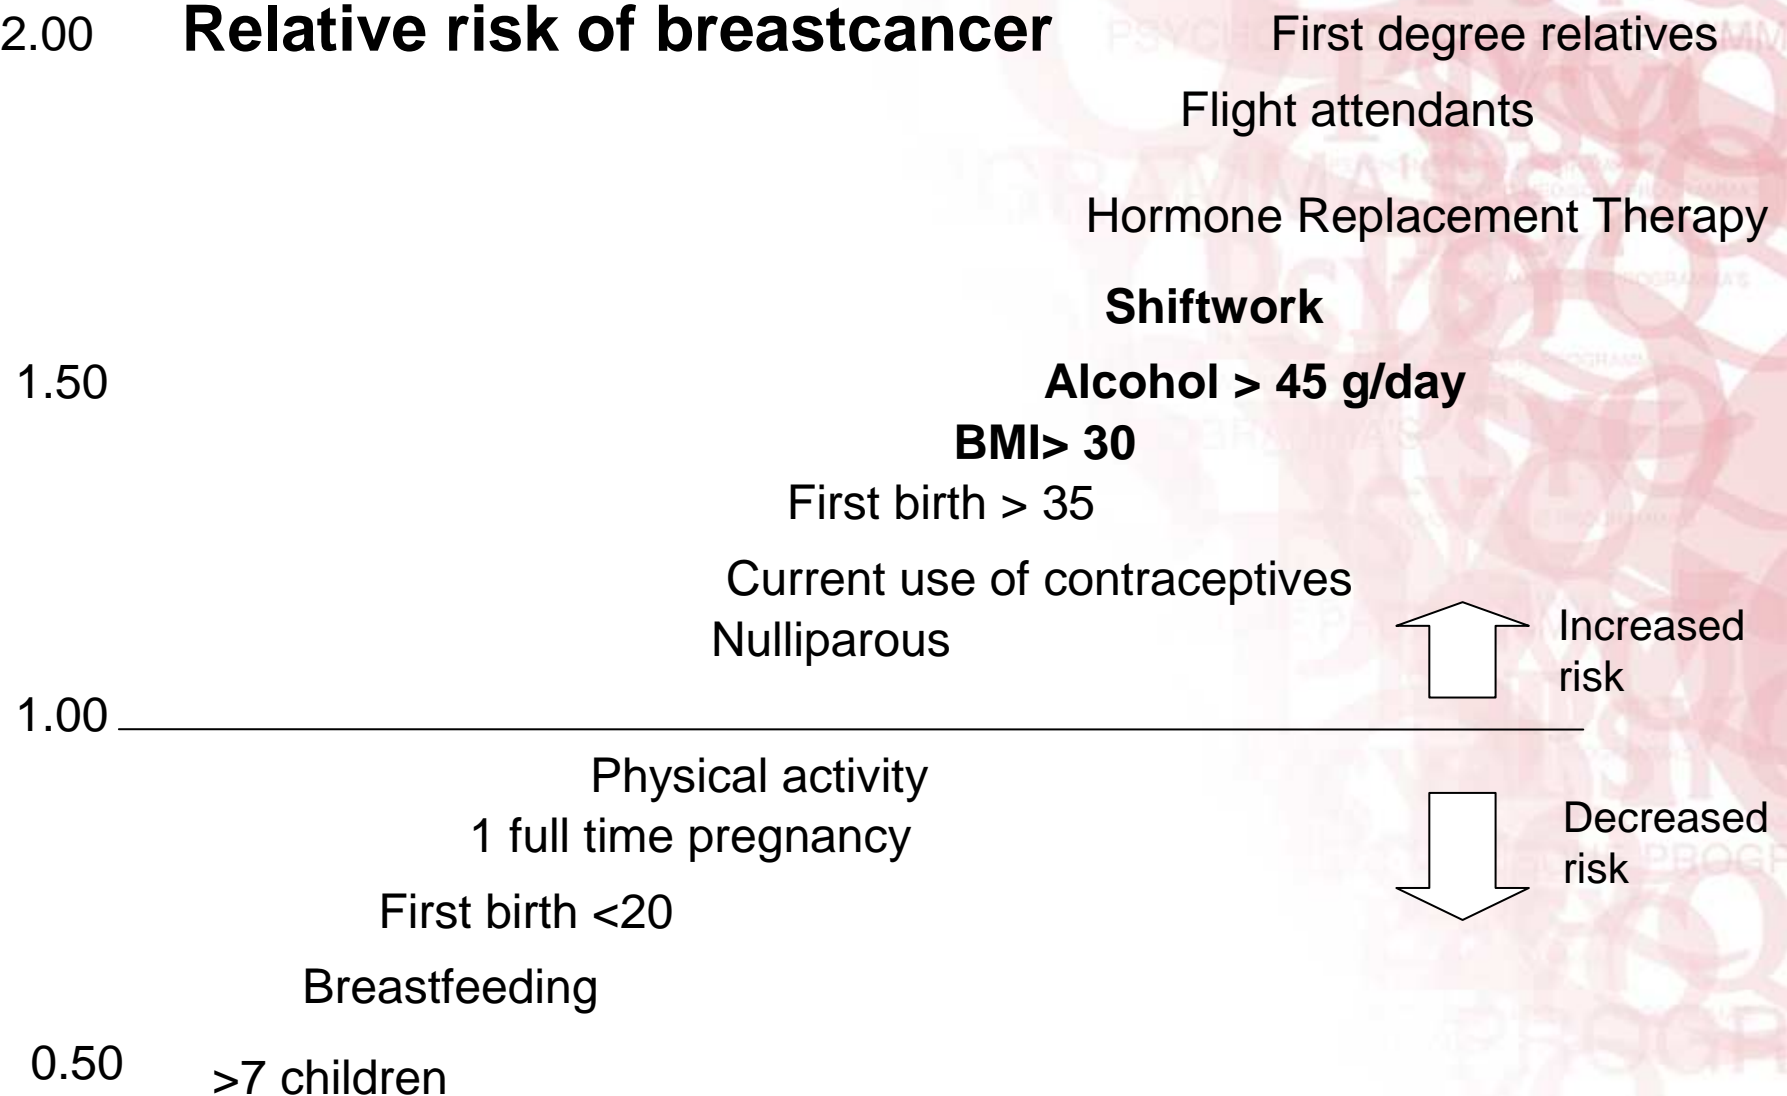 2.00 Relative risk of breastcancer First degree relatives
Flight attendants
Hormone Replacement Therapy
Shiftwork
1.50 Alcohol > 45 g/day
BMI> 30
First birth > 35
Current use of contraceptives
Nulliparous
Increased
risk
1.00
Physical activity
1 full time pregnancy
Decreased
risk
First birth <20
Breastfeeding
0.50 >7 children